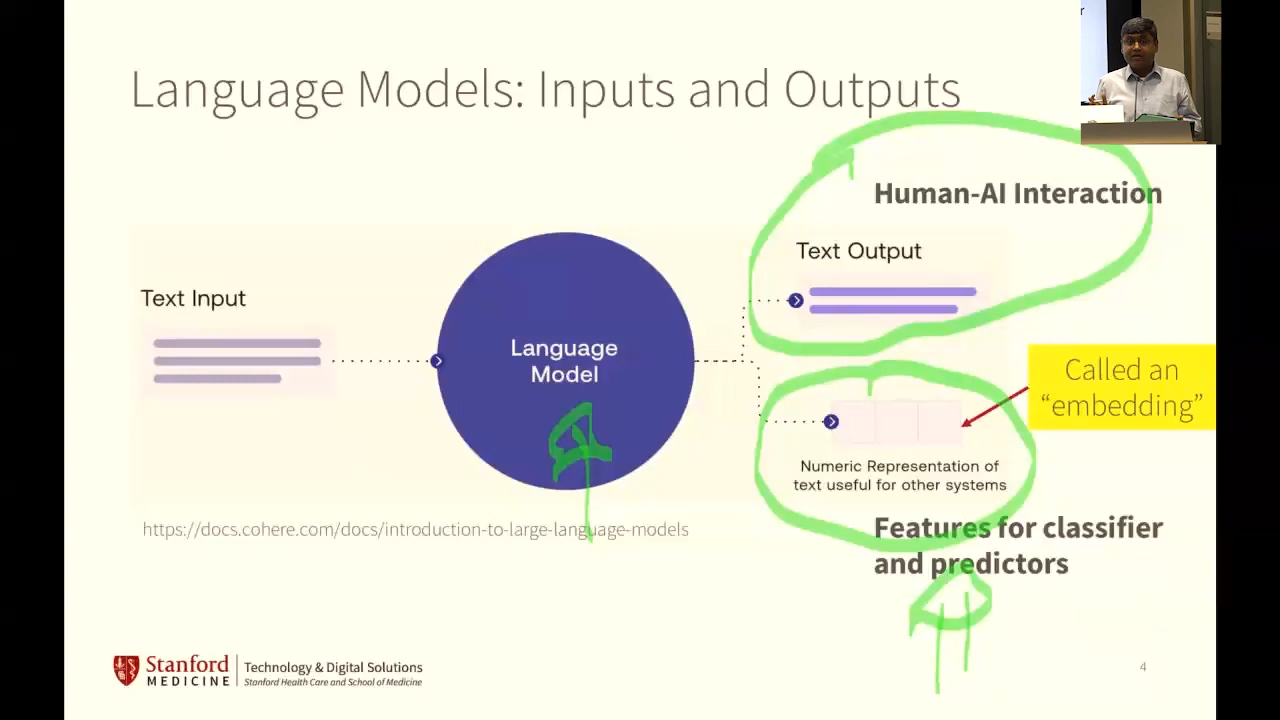 r
Language Models: Inputs and Outputs
Human-AI Interaction
Text Output
Text Input
Language
Model
Called an
“embedding”
Numeric Representation of
text useful for other systems
https://docs.cohere.com/docs/introduction-to-large-language-models
Features for classifier
and predictors
Stanford
MEDICINE
Technology & Digital Solutions
Stanford Health Care and School of Medicine
4